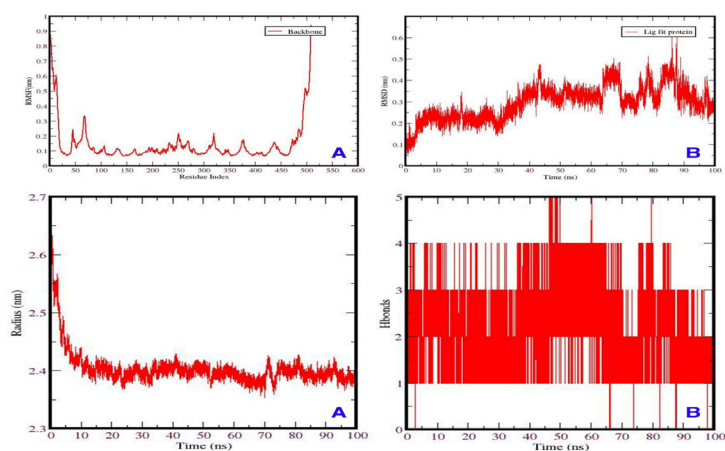 1
0.9
0.8
0.7
0.6
0.5
0.4
0.3
0.2
0.1
0
RMSF(nm)
Backbone
0 50 100 150 200 250 300 350 400 450 500 550 600
Residue Index
A
0.6
0.5
0.4
0.3
0.2
0.1
0
RMSD (nm)
Lig fit protein
0 10 20 30 40 50 60 70 80 90 100
Time (ns)
B
2.7
2.6
2.5
2.4
2.3
Radius (nm)
0 10 20 30 40 50 60 70 80 90 100
Time (ns)
A
5
4
3
2
1
0
Hbonds
0 10 20 30 40 50 60 70 80 90 100
Time (ns)
B